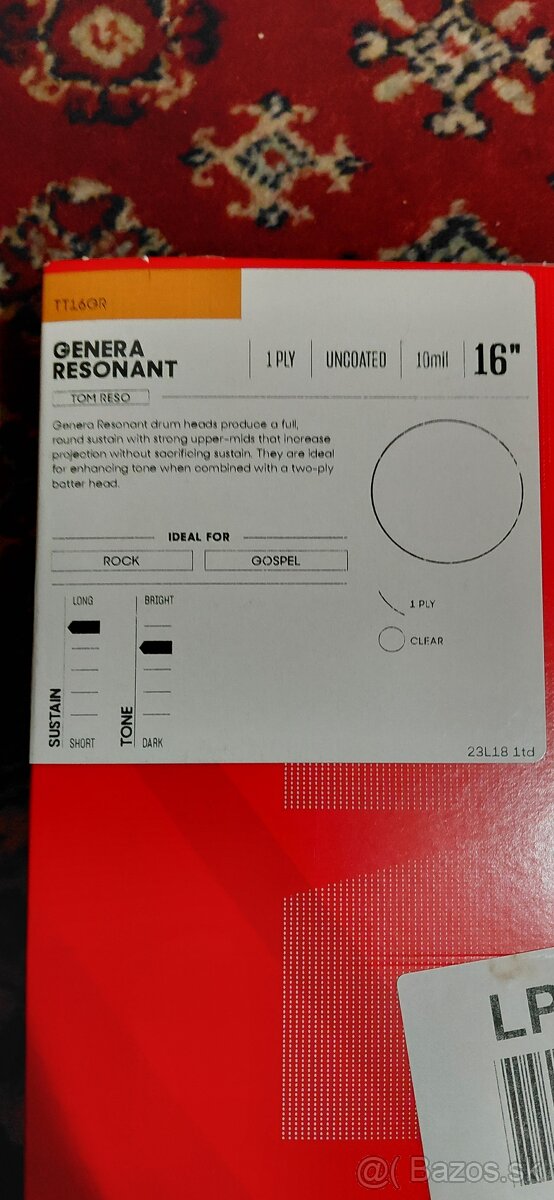 TT16GR
GENERA
RESONANT
1 PLY
UNCOATED
10mil
16"
TOM RESO
Genera Resonant drum heads produce a full,
round sustain with strong upper-mids that increase
projection without sacrificing sustain. They are ideal
for enhancing tone when combined with a two-ply
batter head.
IDEAL FOR
ROCK
GOSPEL
1 PLY
CLEAR
SUSTAIN
LONG
SHORT
TONE
BRIGHT
DARK
23L18 1td
LP
@( Bazos.sk